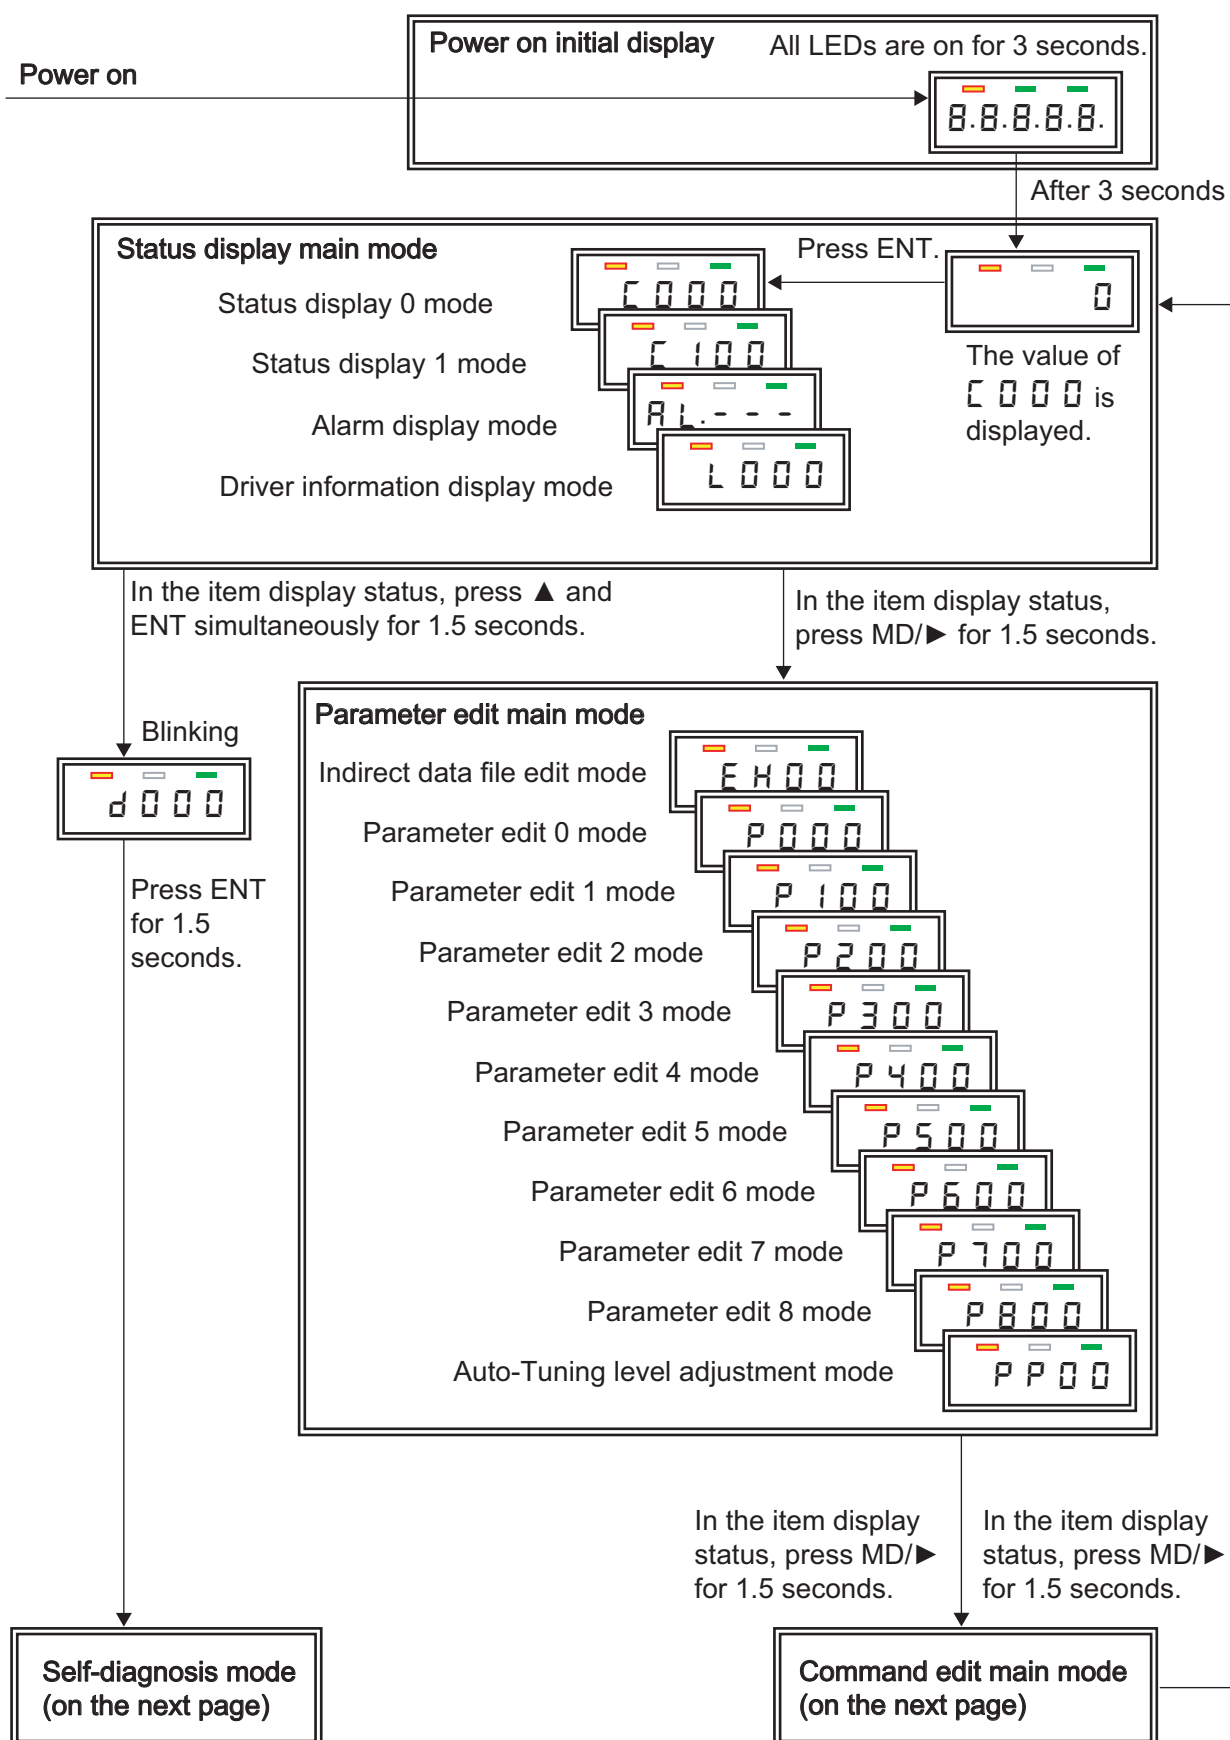 Power on initial display
All LEDs are on for 3 seconds.
Power on
8.8.8.8.8.
After 3 seconds
Status display main mode
Press ENT.
Status display 0 mode
C000
0
Status display 1 mode
C100
The value of
C000 is
displayed.
Alarm display mode
AL.---
Driver information display mode
L000
In the item display status, press ▲ and
ENT simultaneously for 1.5 seconds.
In the item display status,
press MD/► for 1.5 seconds.
Blinking
d000
Press ENT
for 1.5
seconds.
Parameter edit main mode
Indirect data file edit mode
EH00
Parameter edit 0 mode
P000
Parameter edit 1 mode
P100
Parameter edit 2 mode
P200
Parameter edit 3 mode
P300
Parameter edit 4 mode
P400
Parameter edit 5 mode
P500
Parameter edit 6 mode
P600
Parameter edit 7 mode
P700
Parameter edit 8 mode
P800
Auto-Tuning level adjustment mode
PP00
In the item display
status, press MD/►
for 1.5 seconds.
In the item display
status, press MD/►
for 1.5 seconds.
Self-diagnosis mode
(on the next page)
Command edit main mode
(on the next page)